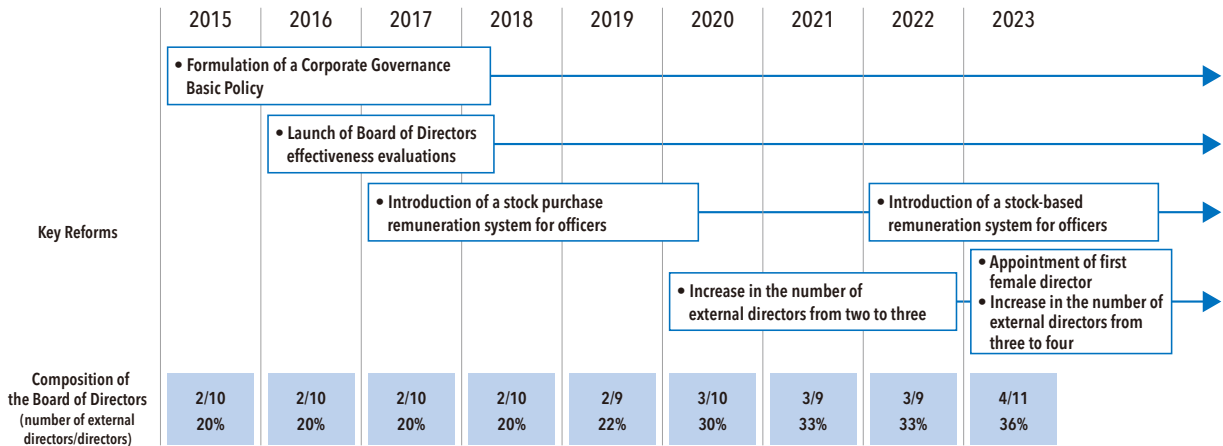 2015 2016 2017 2018 2019 2020 2021 2022 2023
• Formulation of a Corporate Governance
Basic Policy
• Launch of Board of Directors
effectiveness evaluations
• Introduction of a stock purchase
remuneration system for officers
• Introduction of a stock-based
remuneration system for officers
Key Reforms
• Increase in the number of
external directors from two to three
• Appointment of first
female director
• Increase in the number of
external directors from
three to four
Composition of
the Board of Directors
(number of external
directors/directors)
2/10 2/10 2/10 2/10 2/9 3/10 3/9 3/9 4/11
20% 20% 20% 20% 22% 30% 33% 33% 36%